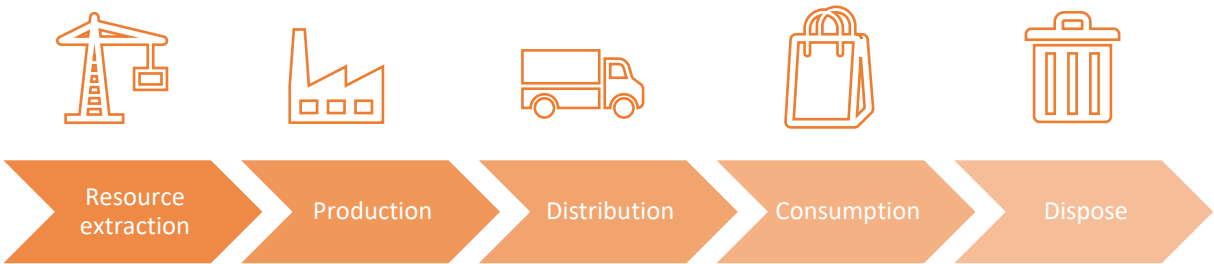 Resource
extraction
Production
Distribution
Consumption
Dispose